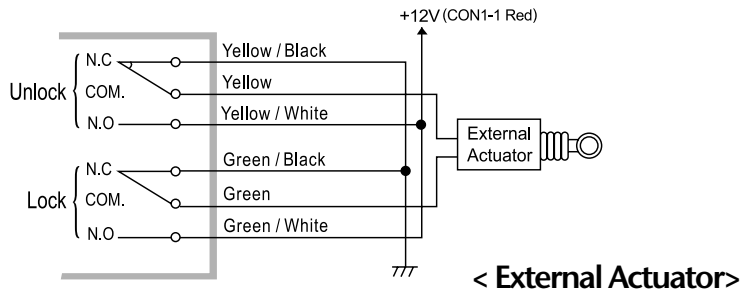 +12V (CON1-1 Red)
Unlock
N.C
COM.
N.O
Yellow / Black
Yellow
Yellow / White
Lock
N.C
COM.
N.O
Green / Black
Green
Green / White
External
Actuator
< External Actuator>